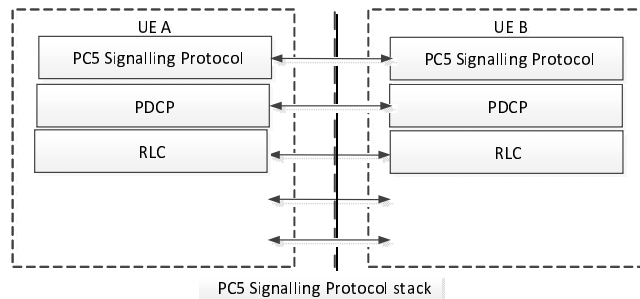 UE A
UE B
PC5 Signalling Protocol
PC5 Signalling Protocol
PDCP
PDCP
RLC
RLC
PC5 Signalling Protocol stack